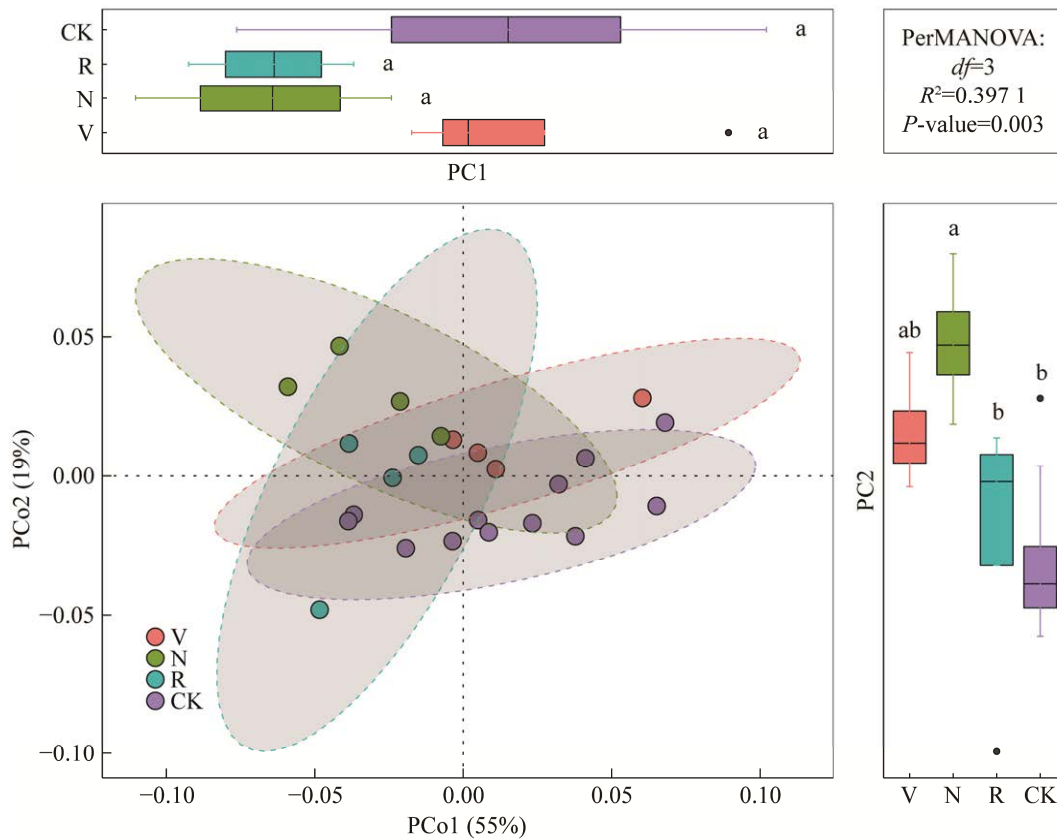 CK
a
R
a
N
a
V
a
PC1
PerMANOVA:
df=3
R²=0.397 1
P-value=0.003
PCo2 (19%)
0.05
0.00
−0.05
−0.10
V
N
R
CK
−0.10
−0.05
0.00
0.05
0.10
PCo1 (55%)
PC2
ab
a
b
b
V
N
R
CK